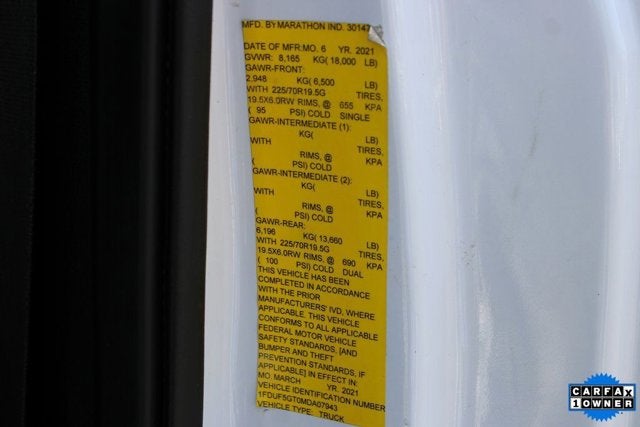 MFD. BY MARATHON IND. 30147
DATE OF MFR:MO. 6 YR. 2021
GVWR: 8,165 KG( 18,000 LB)
GAWR-FRONT:
2,948 KG( 6,500 LB)
WITH 225/70R19.5G TIRES,
19.5X6.0RW RIMS, @ 655 KPA
( 95 PSI) COLD SINGLE
GAWR-INTERMEDIATE (1):
KG( LB)
WITH TIRES,
RIMS, @ KPA
( PSI) COLD
GAWR-INTERMEDIATE (2):
KG( LB)
WITH TIRES,
RIMS, @ KPA
( PSI) COLD
GAWR-REAR:
6,196 KG( 13,660 LB)
WITH 225/70R19.5G TIRES,
19.5X6.0RW RIMS, @ 690 KPA
( 100 PSI) COLD DUAL
THIS VEHICLE HAS BEEN
COMPLETED IN ACCORDANCE
WITH THE PRIOR
MANUFACTURERS' IVD, WHERE
APPLICABLE. THIS VEHICLE
CONFORMS TO ALL APPLICABLE
FEDERAL MOTOR VEHICLE
SAFETY STANDARDS, [AND
BUMPER AND THEFT
PREVENTION STANDARDS, IF
APPLICABLE] IN EFFECT IN:
MO. MARCH YR. 2021
VEHICLE IDENTIFICATION NUMBER
1FDUF5GT0MDA07943
VEHICLE TYPE: TRUCK
CARFAX
1 OWNER